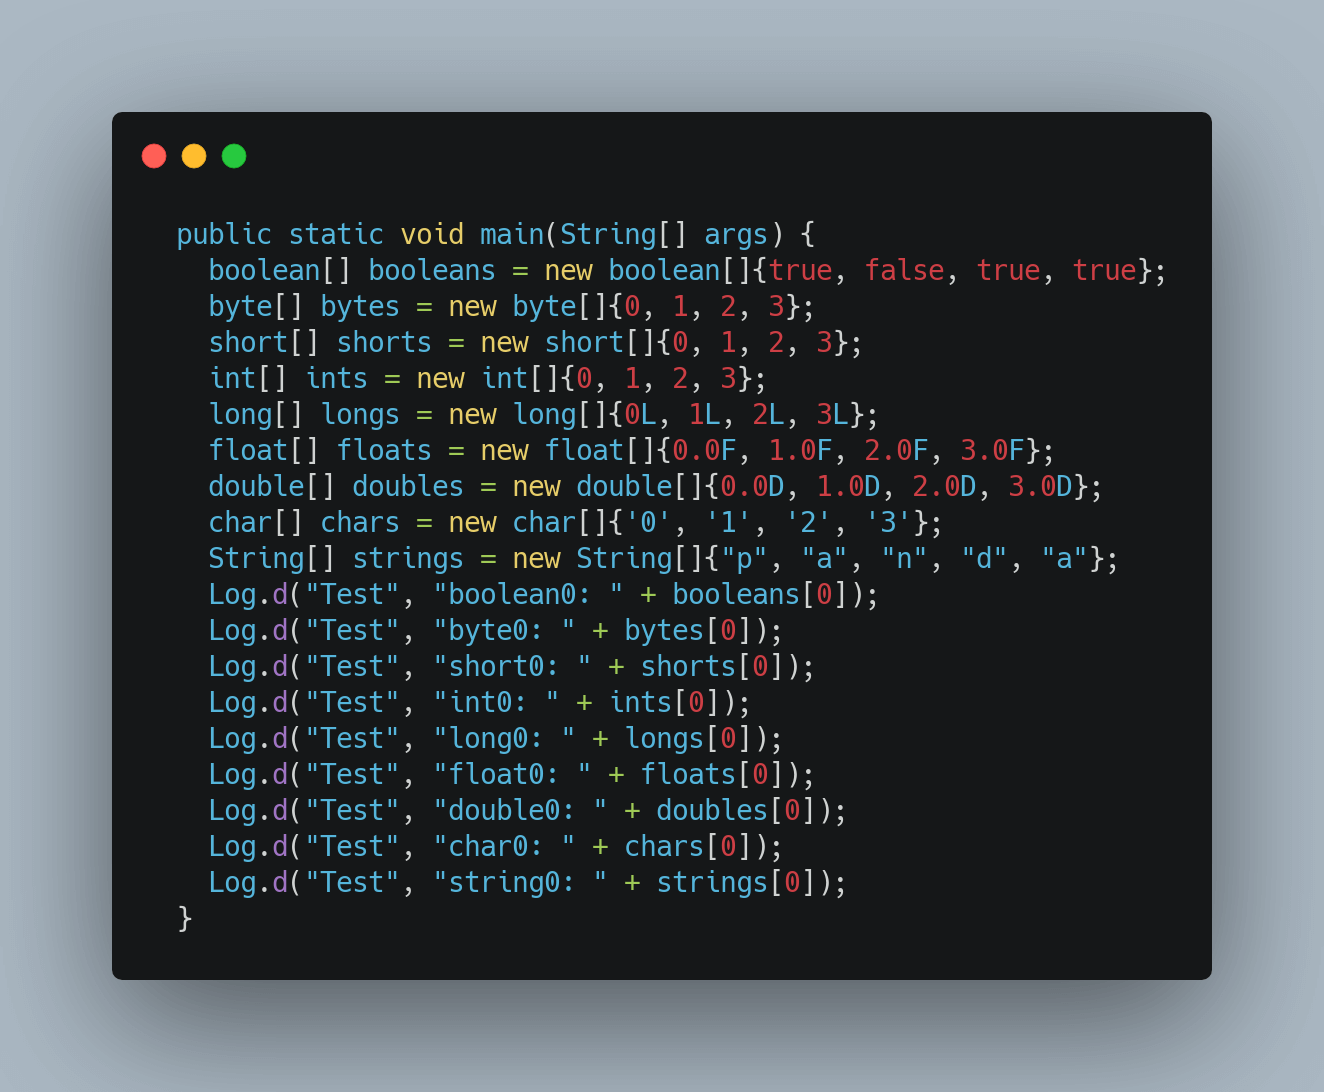 public static void main(String[] args) {
  boolean[] booleans = new boolean[]{true, false, true, true};
  byte[] bytes = new byte[]{0, 1, 2, 3};
  short[] shorts = new short[]{0, 1, 2, 3};
  int[] ints = new int[]{0, 1, 2, 3};
  long[] longs = new long[]{0L, 1L, 2L, 3L};
  float[] floats = new float[]{0.0F, 1.0F, 2.0F, 3.0F};
  double[] doubles = new double[]{0.0D, 1.0D, 2.0D, 3.0D};
  char[] chars = new char[]{'0', '1', '2', '3'};
  String[] strings = new String[]{"p", "a", "n", "d", "a"};
  Log.d("Test", "boolean0: " + booleans[0]);
  Log.d("Test", "byte0: " + bytes[0]);
  Log.d("Test", "short0: " + shorts[0]);
  Log.d("Test", "int0: " + ints[0]);
  Log.d("Test", "long0: " + longs[0]);
  Log.d("Test", "float0: " + floats[0]);
  Log.d("Test", "double0: " + doubles[0]);
  Log.d("Test", "char0: " + chars[0]);
  Log.d("Test", "string0: " + strings[0]);
}